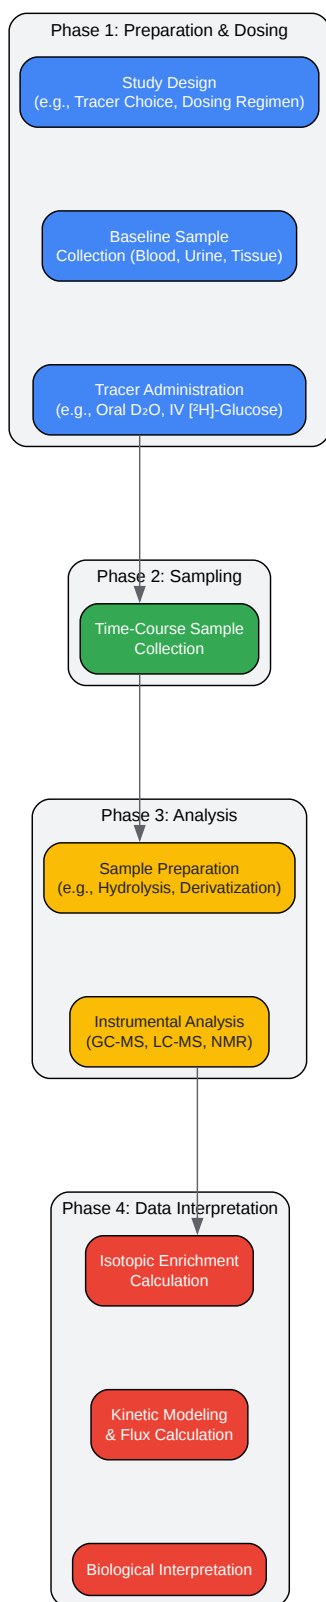 Phase 1: Preparation & Dosing
Study Design
(e.g., Tracer Choice, Dosing Regimen)
Baseline Sample
Collection (Blood, Urine, Tissue)
Tracer Administration
(e.g., Oral D₂O, IV [²H]-Glucose)
Phase 2: Sampling
Time-Course Sample
Collection
Phase 3: Analysis
Sample Preparation
(e.g., Hydrolysis, Derivatization)
Instrumental Analysis
(GC-MS, LC-MS, NMR)
Phase 4: Data Interpretation
Isotopic Enrichment
Calculation
Kinetic Modeling
& Flux Calculation
Biological Interpretation